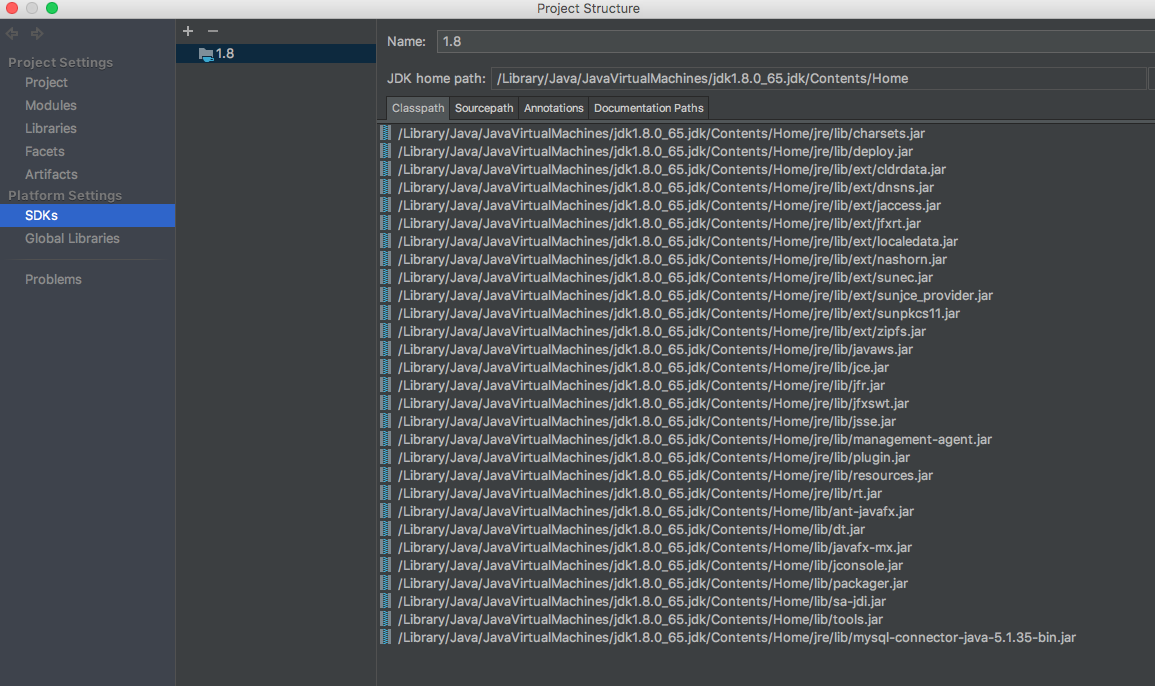 Project Structure
Project Settings
Project
Modules
Libraries
Facets
Artifacts
Platform Settings
SDKs
Global Libraries
Problems
1.8
Name: 1.8
JDK home path: /Library/Java/JavaVirtualMachines/jdk1.8.0_65.jdk/Contents/Home
Classpath Sourcepath Annotations Documentation Paths
/Library/Java/JavaVirtualMachines/jdk1.8.0_65.jdk/Contents/Home/jre/lib/charsets.jar
/Library/Java/JavaVirtualMachines/jdk1.8.0_65.jdk/Contents/Home/jre/lib/deploy.jar
/Library/Java/JavaVirtualMachines/jdk1.8.0_65.jdk/Contents/Home/jre/lib/ext/cldrdata.jar
/Library/Java/JavaVirtualMachines/jdk1.8.0_65.jdk/Contents/Home/jre/lib/ext/dnsns.jar
/Library/Java/JavaVirtualMachines/jdk1.8.0_65.jdk/Contents/Home/jre/lib/ext/jaccess.jar
/Library/Java/JavaVirtualMachines/jdk1.8.0_65.jdk/Contents/Home/jre/lib/ext/jfxrt.jar
/Library/Java/JavaVirtualMachines/jdk1.8.0_65.jdk/Contents/Home/jre/lib/ext/localedata.jar
/Library/Java/JavaVirtualMachines/jdk1.8.0_65.jdk/Contents/Home/jre/lib/ext/nashorn.jar
/Library/Java/JavaVirtualMachines/jdk1.8.0_65.jdk/Contents/Home/jre/lib/ext/sunec.jar
/Library/Java/JavaVirtualMachines/jdk1.8.0_65.jdk/Contents/Home/jre/lib/ext/sunjce_provider.jar
/Library/Java/JavaVirtualMachines/jdk1.8.0_65.jdk/Contents/Home/jre/lib/ext/sunpkcs11.jar
/Library/Java/JavaVirtualMachines/jdk1.8.0_65.jdk/Contents/Home/jre/lib/ext/zipfs.jar
/Library/Java/JavaVirtualMachines/jdk1.8.0_65.jdk/Contents/Home/jre/lib/javaws.jar
/Library/Java/JavaVirtualMachines/jdk1.8.0_65.jdk/Contents/Home/jre/lib/jce.jar
/Library/Java/JavaVirtualMachines/jdk1.8.0_65.jdk/Contents/Home/jre/lib/jfr.jar
/Library/Java/JavaVirtualMachines/jdk1.8.0_65.jdk/Contents/Home/jre/lib/jfxswt.jar
/Library/Java/JavaVirtualMachines/jdk1.8.0_65.jdk/Contents/Home/jre/lib/jsse.jar
/Library/Java/JavaVirtualMachines/jdk1.8.0_65.jdk/Contents/Home/jre/lib/management-agent.jar
/Library/Java/JavaVirtualMachines/jdk1.8.0_65.jdk/Contents/Home/jre/lib/plugin.jar
/Library/Java/JavaVirtualMachines/jdk1.8.0_65.jdk/Contents/Home/jre/lib/resources.jar
/Library/Java/JavaVirtualMachines/jdk1.8.0_65.jdk/Contents/Home/jre/lib/rt.jar
/Library/Java/JavaVirtualMachines/jdk1.8.0_65.jdk/Contents/Home/lib/ant-javafx.jar
/Library/Java/JavaVirtualMachines/jdk1.8.0_65.jdk/Contents/Home/lib/dt.jar
/Library/Java/JavaVirtualMachines/jdk1.8.0_65.jdk/Contents/Home/lib/javafx-mx.jar
/Library/Java/JavaVirtualMachines/jdk1.8.0_65.jdk/Contents/Home/lib/jconsole.jar
/Library/Java/JavaVirtualMachines/jdk1.8.0_65.jdk/Contents/Home/lib/packager.jar
/Library/Java/JavaVirtualMachines/jdk1.8.0_65.jdk/Contents/Home/lib/sa-jdi.jar
/Library/Java/JavaVirtualMachines/jdk1.8.0_65.jdk/Contents/Home/lib/tools.jar
/Library/Java/JavaVirtualMachines/jdk1.8.0_65.jdk/Contents/Home/jre/lib/mysql-connector-java-5.1.35-bin.jar